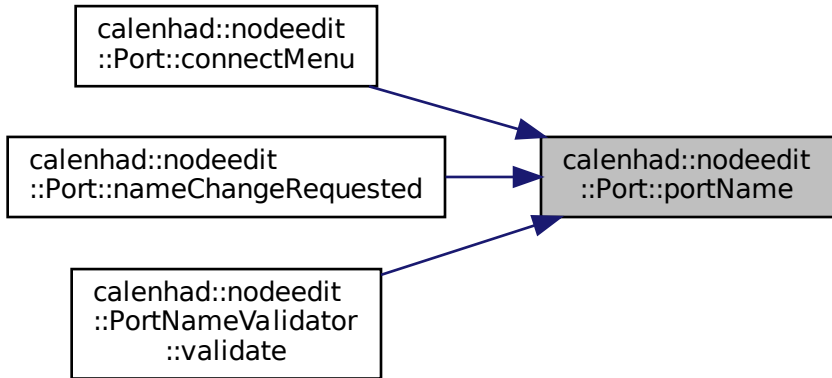 calenhad::nodeedit
::Port::connectMenu
calenhad::nodeedit
::Port::nameChangeRequested
calenhad::nodeedit
::Port::portName
calenhad::nodeedit
::PortNameValidator
::validate